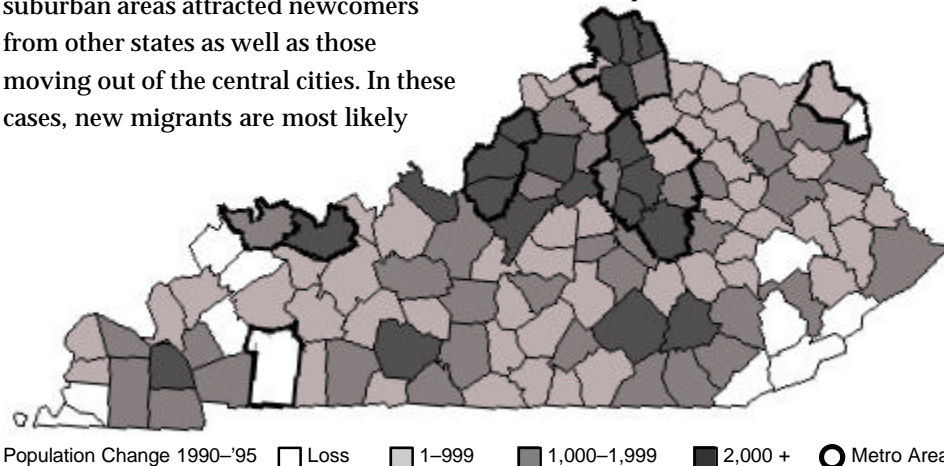 suburban areas attracted newcomers
from other states as well as those
moving out of the central cities. In these
cases, new migrants are most likely
Population Change 1990–'95 Loss 1–999 1,000–1,999 2,000 + Metro Area